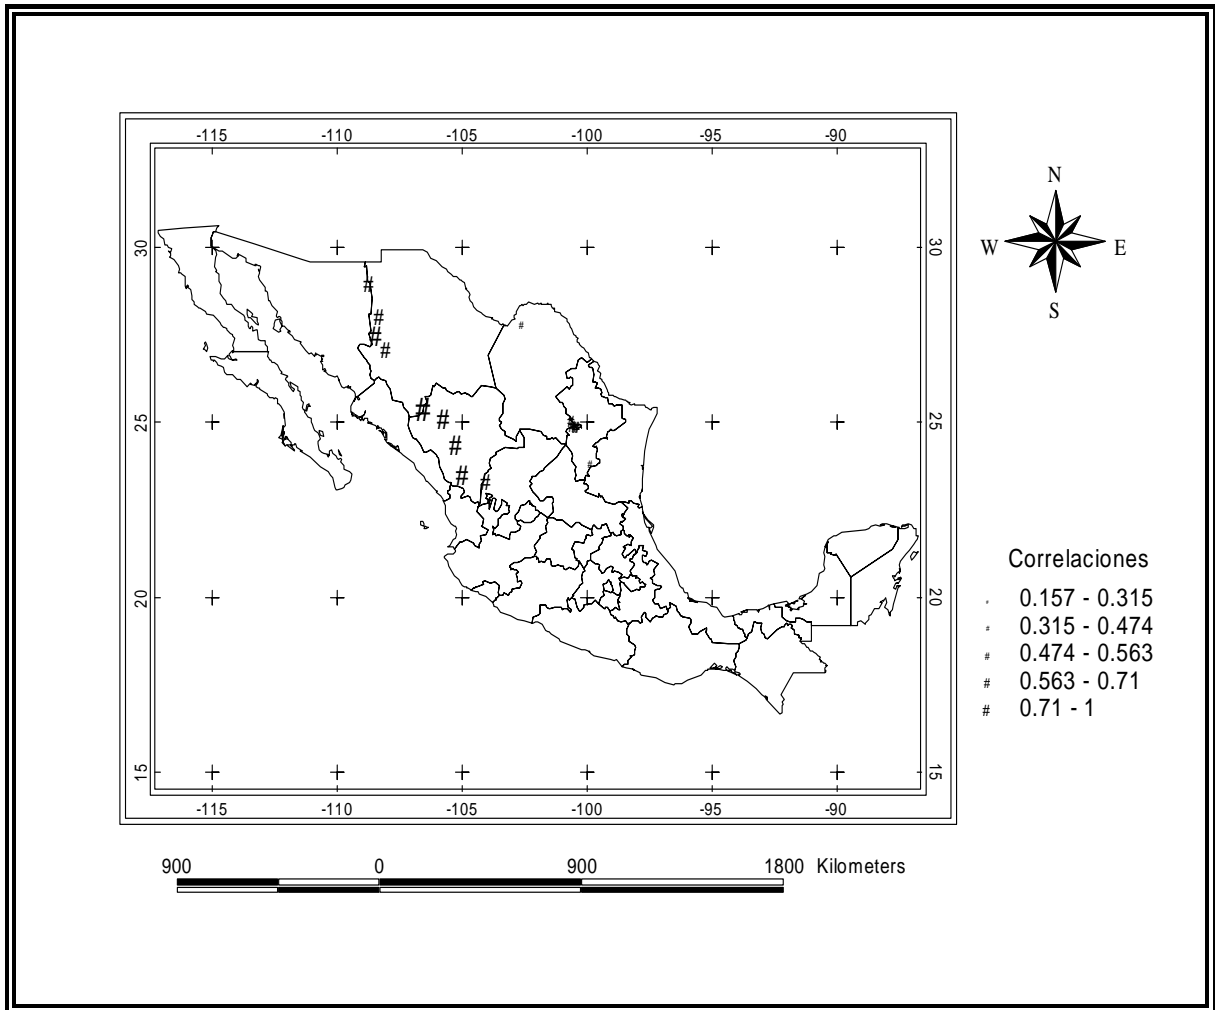 -115 -110 -105 -100 -95 -90
N
30 30
W E
S
25 25
Correlaciones
# 0.157 - 0.315
# 0.315 - 0.474
# 0.474 - 0.563
# 0.563 - 0.71
# 0.71 - 1
20 20
15 15
-115 -110 -105 -100 -95 -90
900 0 900 1800 Kilometers